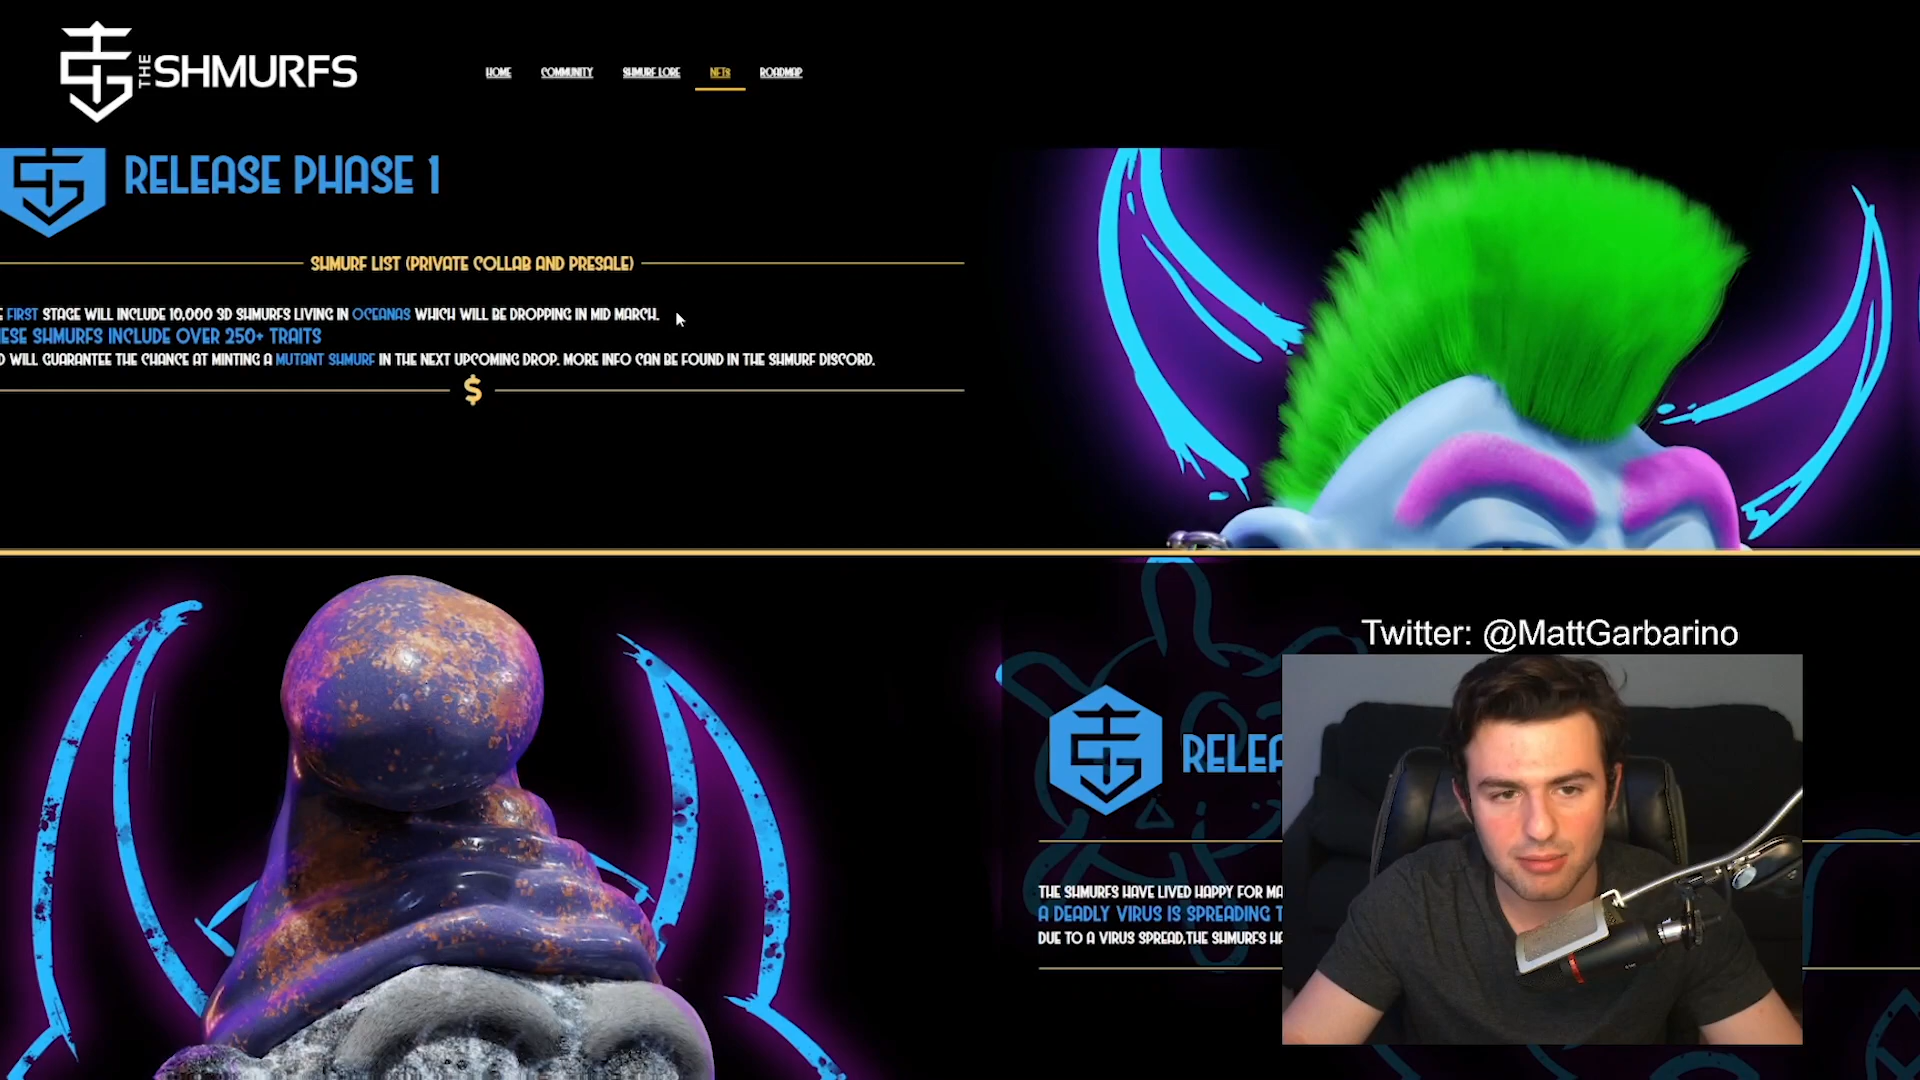 THE SHMURFS
HOME COMMUNITY SHMURF LORE NFTS ROADMAP
RELEASE PHASE 1
SHMURF LIST (PRIVATE COLLAB AND PRESALE)
FIRST STAGE WILL INCLUDE 10,000 3D SHMURFS LIVING IN OCEANAS WHICH WILL BE DROPPING IN MID MARCH.
ESE SHMURFS INCLUDE OVER 250+ TRAITS
D WILL GUARANTEE THE CHANCE AT MINTING A MUTANT SHMURF IN THE NEXT UPCOMING DROP. MORE INFO CAN BE FOUND IN THE SHMURF DISCORD.
$
Twitter: @MattGarbarino
RELEA
THE SHMURFS HAVE LIVED HAPPY FOR MA
A DEADLY VIRUS IS SPREADING T
DUE TO A VIRUS SPREAD,THE SHMURFS HA